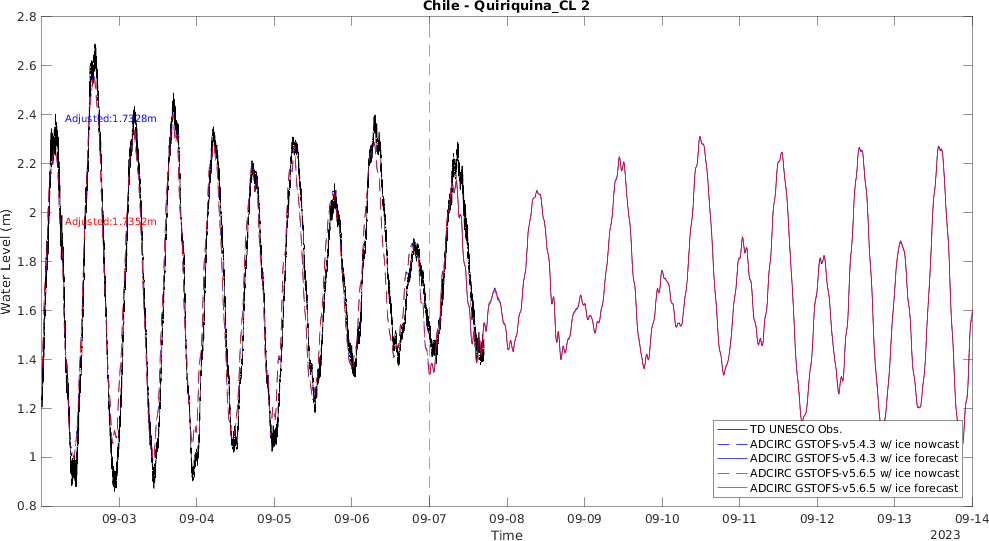 Chile - Quiriquina_CL 2
2.8
2.6
2.4
2.2
2
1.8
1.6
1.4
1.2
1
0.8
Water Level (m)
Adjusted:1.7328m
Adjusted:1.7352m
TD UNESCO Obs.
ADCIRC GSTOFS-v5.4.3 w/ ice nowcast
ADCIRC GSTOFS-v5.4.3 w/ ice forecast
ADCIRC GSTOFS-v5.6.5 w/ ice nowcast
ADCIRC GSTOFS-v5.6.5 w/ ice forecast
09-03 09-04 09-05 09-06 09-07 09-08 09-09 09-10 09-11 09-12 09-13 09-14
Time
2023